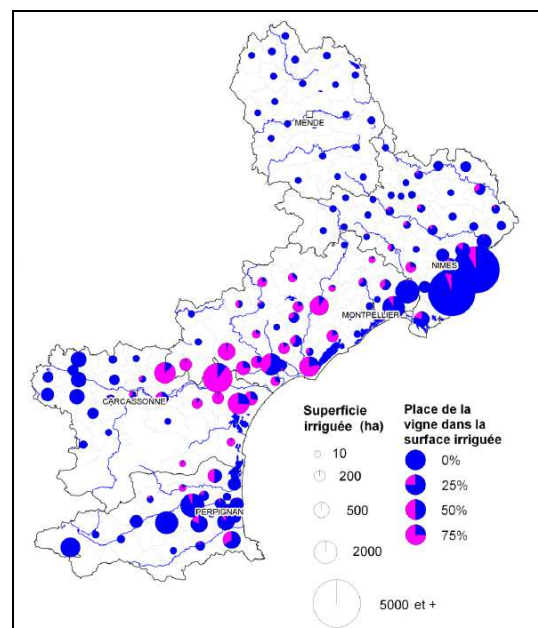 MENDE
NIMES
MONTPELLIER
CARCASSONNE
PERPIGNAN
Superficie
irriguée (ha)
10
200
500
2000
5000 et +
Place de la
vigne dans la
surface irriguée
0%
25%
50%
75%